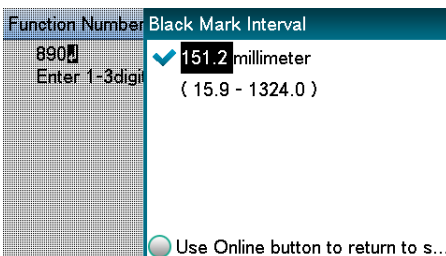 Function Number
890
Enter 1-3digi
Black Mark Interval
151.2 millimeter
( 15.9 - 1324.0 )
Use Online button to return to s...